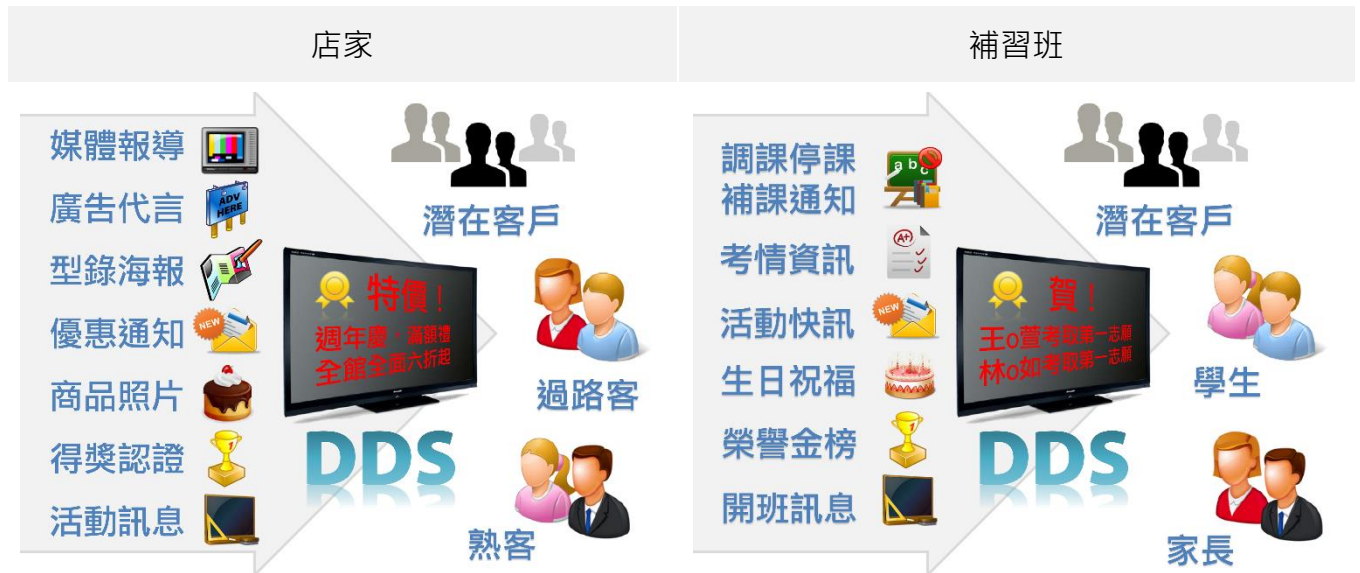 店家
媒體報導
廣告代言
ADV
HERE
型錄海報
優惠通知
NEW
商品照片
得獎認證
1
活動訊息
特價!
週年慶,滿額禮
全館全面六折起
DDS
潛在客戶
過路客
熟客
補習班
調課停課
abc
補課通知
考情資訊
A+
活動快訊
NEW
生日祝福
榮譽金榜
1
開班訊息
賀!
王o萱考取第一志願
林o如考取第一志願
DDS
潛在客戶
學生
家長